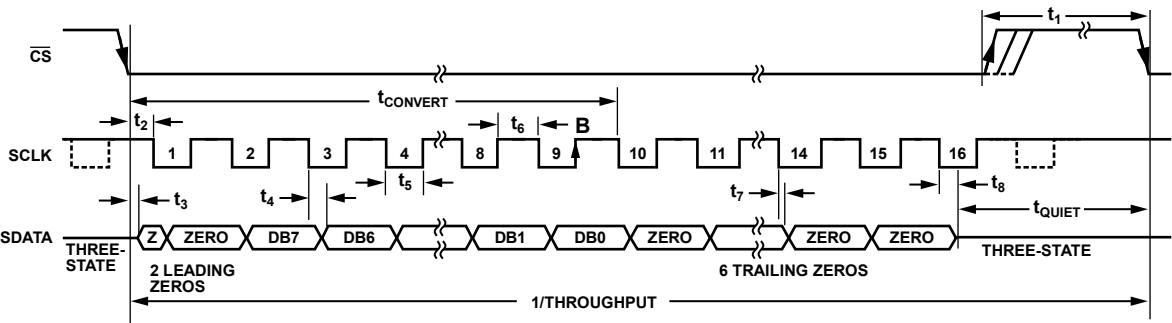 t1
CS
tCONVERT
t2
t6
B
SCLK
1 2 3 4 8 9 10 11 14 15 16
t3
t4
t5
t7
t8
tQUIET
SDATA
Z ZERO DB7 DB6 DB1 DB0 ZERO ZERO ZERO
THREE-
STATE
THREE-STATE
2 LEADING
ZEROS
6 TRAILING ZEROS
1/THROUGHPUT